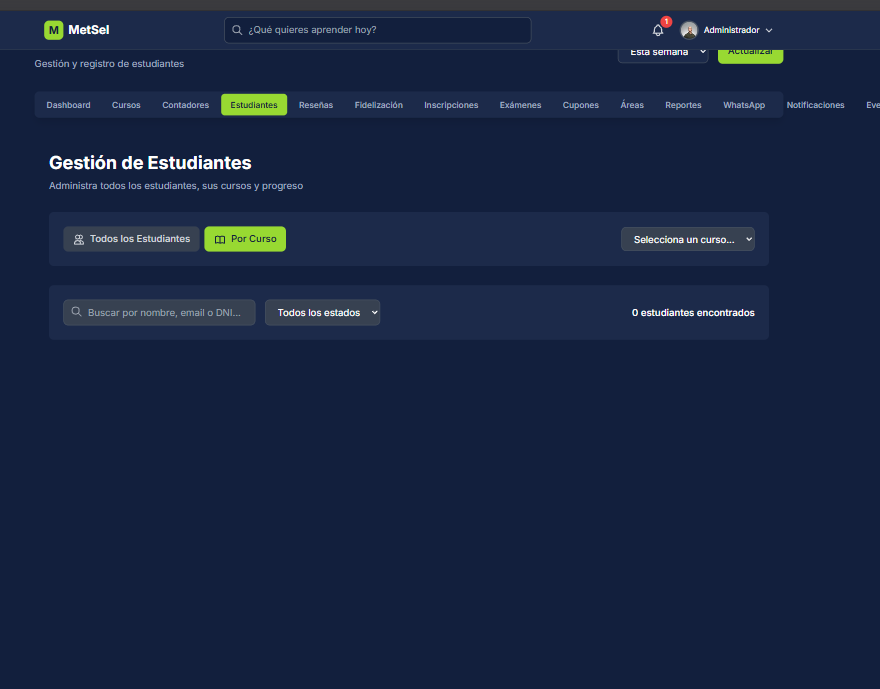 M MetSel ¿Qué quieres aprender hoy? 1 Administrador
Gestión y registro de estudiantes Esta semana Actualizar
Dashboard Cursos Contadores Estudiantes Reseñas Fidelización Inscripciones Exámenes Cupones Áreas Reportes WhatsApp Notificaciones Eve
Gestión de Estudiantes
Administra todos los estudiantes, sus cursos y progreso
Todos los Estudiantes Por Curso Selecciona un curso...
Buscar por nombre, email o DNI... Todos los estados 0 estudiantes encontrados